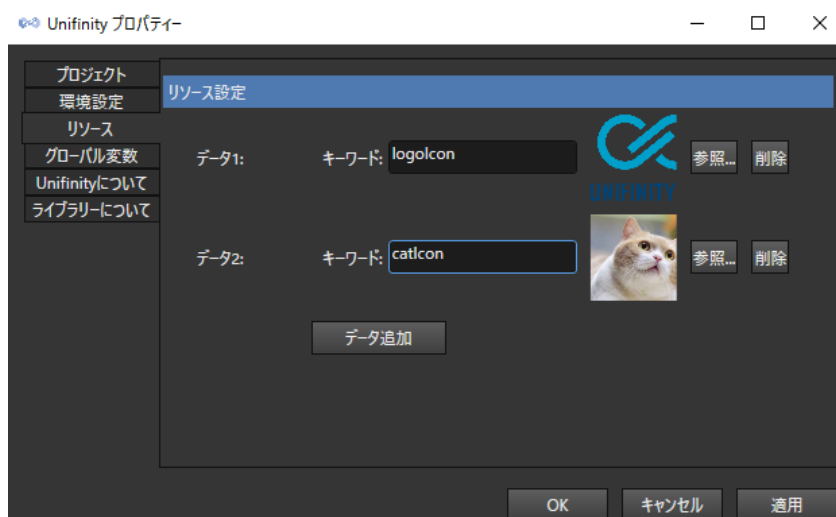 Unifinity プロパティー
プロジェクト
環境設定
リソース
グローバル変数
Unifinityについて
ライブラリーについて
リソース設定
データ1: キーワード: logoIcon 参照... 削除
UNIFINITY
データ2: キーワード: catIcon 参照... 削除
データ追加
OK キャンセル 適用